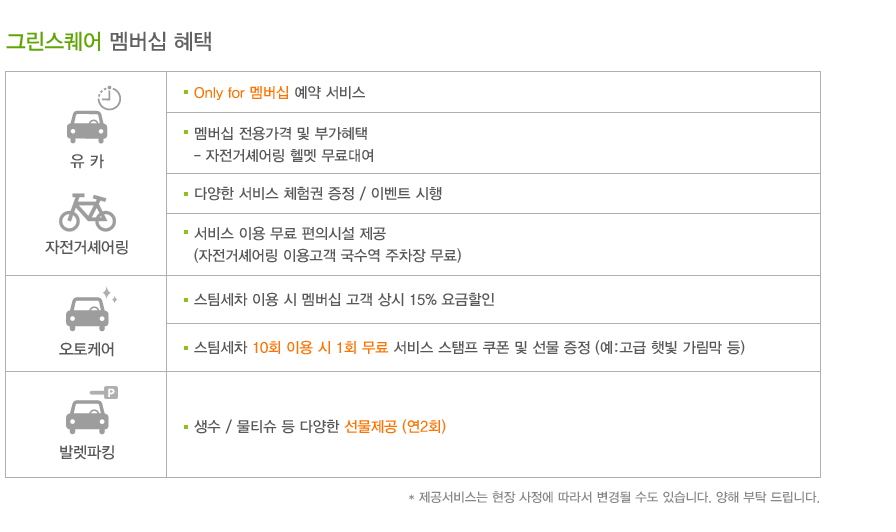 그린스퀘어 멤버십 혜택
유 카
자전거셰어링
Only for 멤버십 예약 서비스
멤버십 전용가격 및 부가혜택
- 자전거셰어링 헬멧 무료대여
다양한 서비스 체험권 증정 / 이벤트 시행
서비스 이용 무료 편의시설 제공
(자전거셰어링 이용고객 국수역 주차장 무료)
오토케어
스팀세차 이용 시 멤버십 고객 상시 15% 요금할인
스팀세차 10회 이용 시 1회 무료 서비스 스탬프 쿠폰 및 선물 증정 (예:고급 햇빛 가림막 등)
P
발렛파킹
생수 / 물티슈 등 다양한 선물제공 (연2회)
* 제공서비스는 현장 사정에 따라서 변경될 수도 있습니다. 양해 부탁 드립니다.